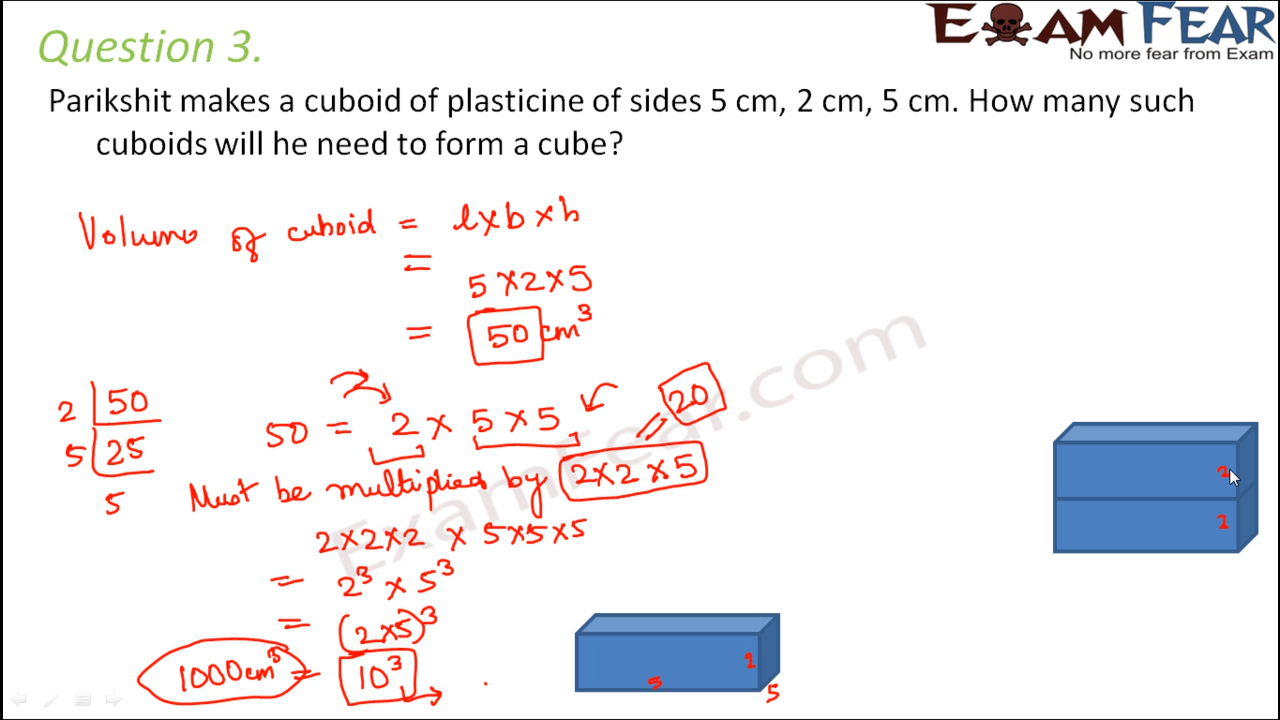 Question 3.
EXAM FEAR
No more fear from Exam
Parikshit makes a cuboid of plasticine of sides 5 cm, 2 cm, 5 cm. How many such
cuboids will he need to form a cube?
Volume of cuboid = l×b×h
=
5×2×5
= 50 cm³
2 | 50
5 | 25
5
50 = 2 × 5 × 5
20
Must be multiplied by 2×2×5
2×2×2 × 5×5×5
= 2³ × 5³
= (2×5)³
1000cm³ = 10³
2
2
2
5
5
ExamFear.com